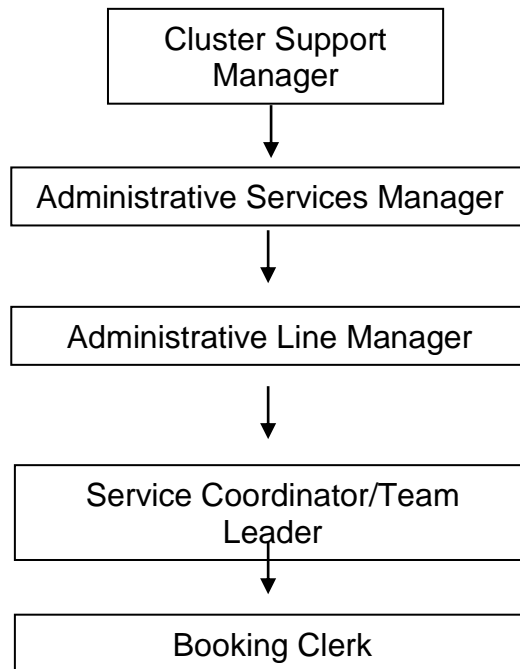 Cluster Support
Manager
Administrative Services Manager
Administrative Line Manager
Service Coordinator/Team
Leader
Booking Clerk